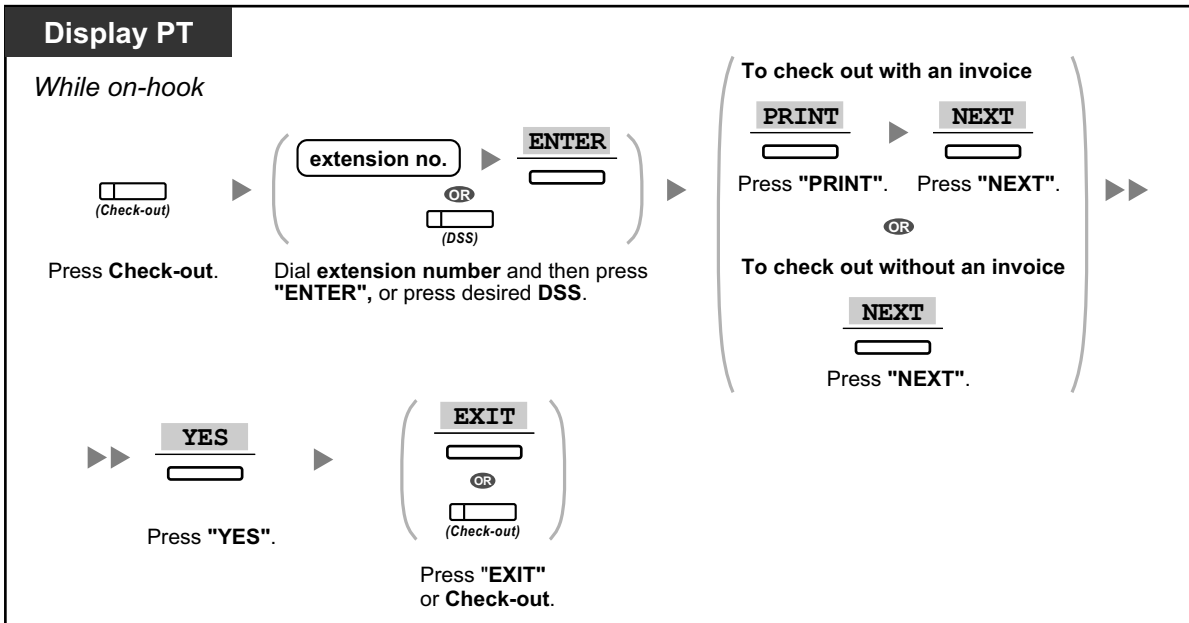 Display PT
While on-hook
(Check-out)
Press Check-out.
extension no.
ENTER
OR
(DSS)
Dial extension number and then press
"ENTER", or press desired DSS.
To check out with an invoice
PRINT
NEXT
Press "PRINT".
Press "NEXT".
OR
To check out without an invoice
NEXT
Press "NEXT".
YES
Press "YES".
EXIT
OR
(Check-out)
Press "EXIT"
or Check-out.